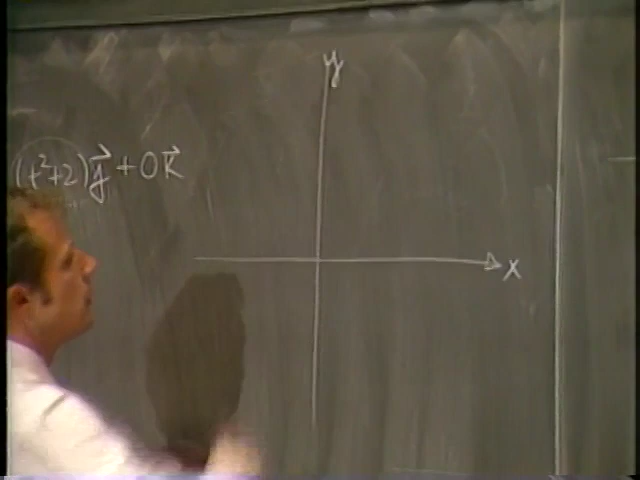 y
(t²+2)j⃗ + 0k⃗
x